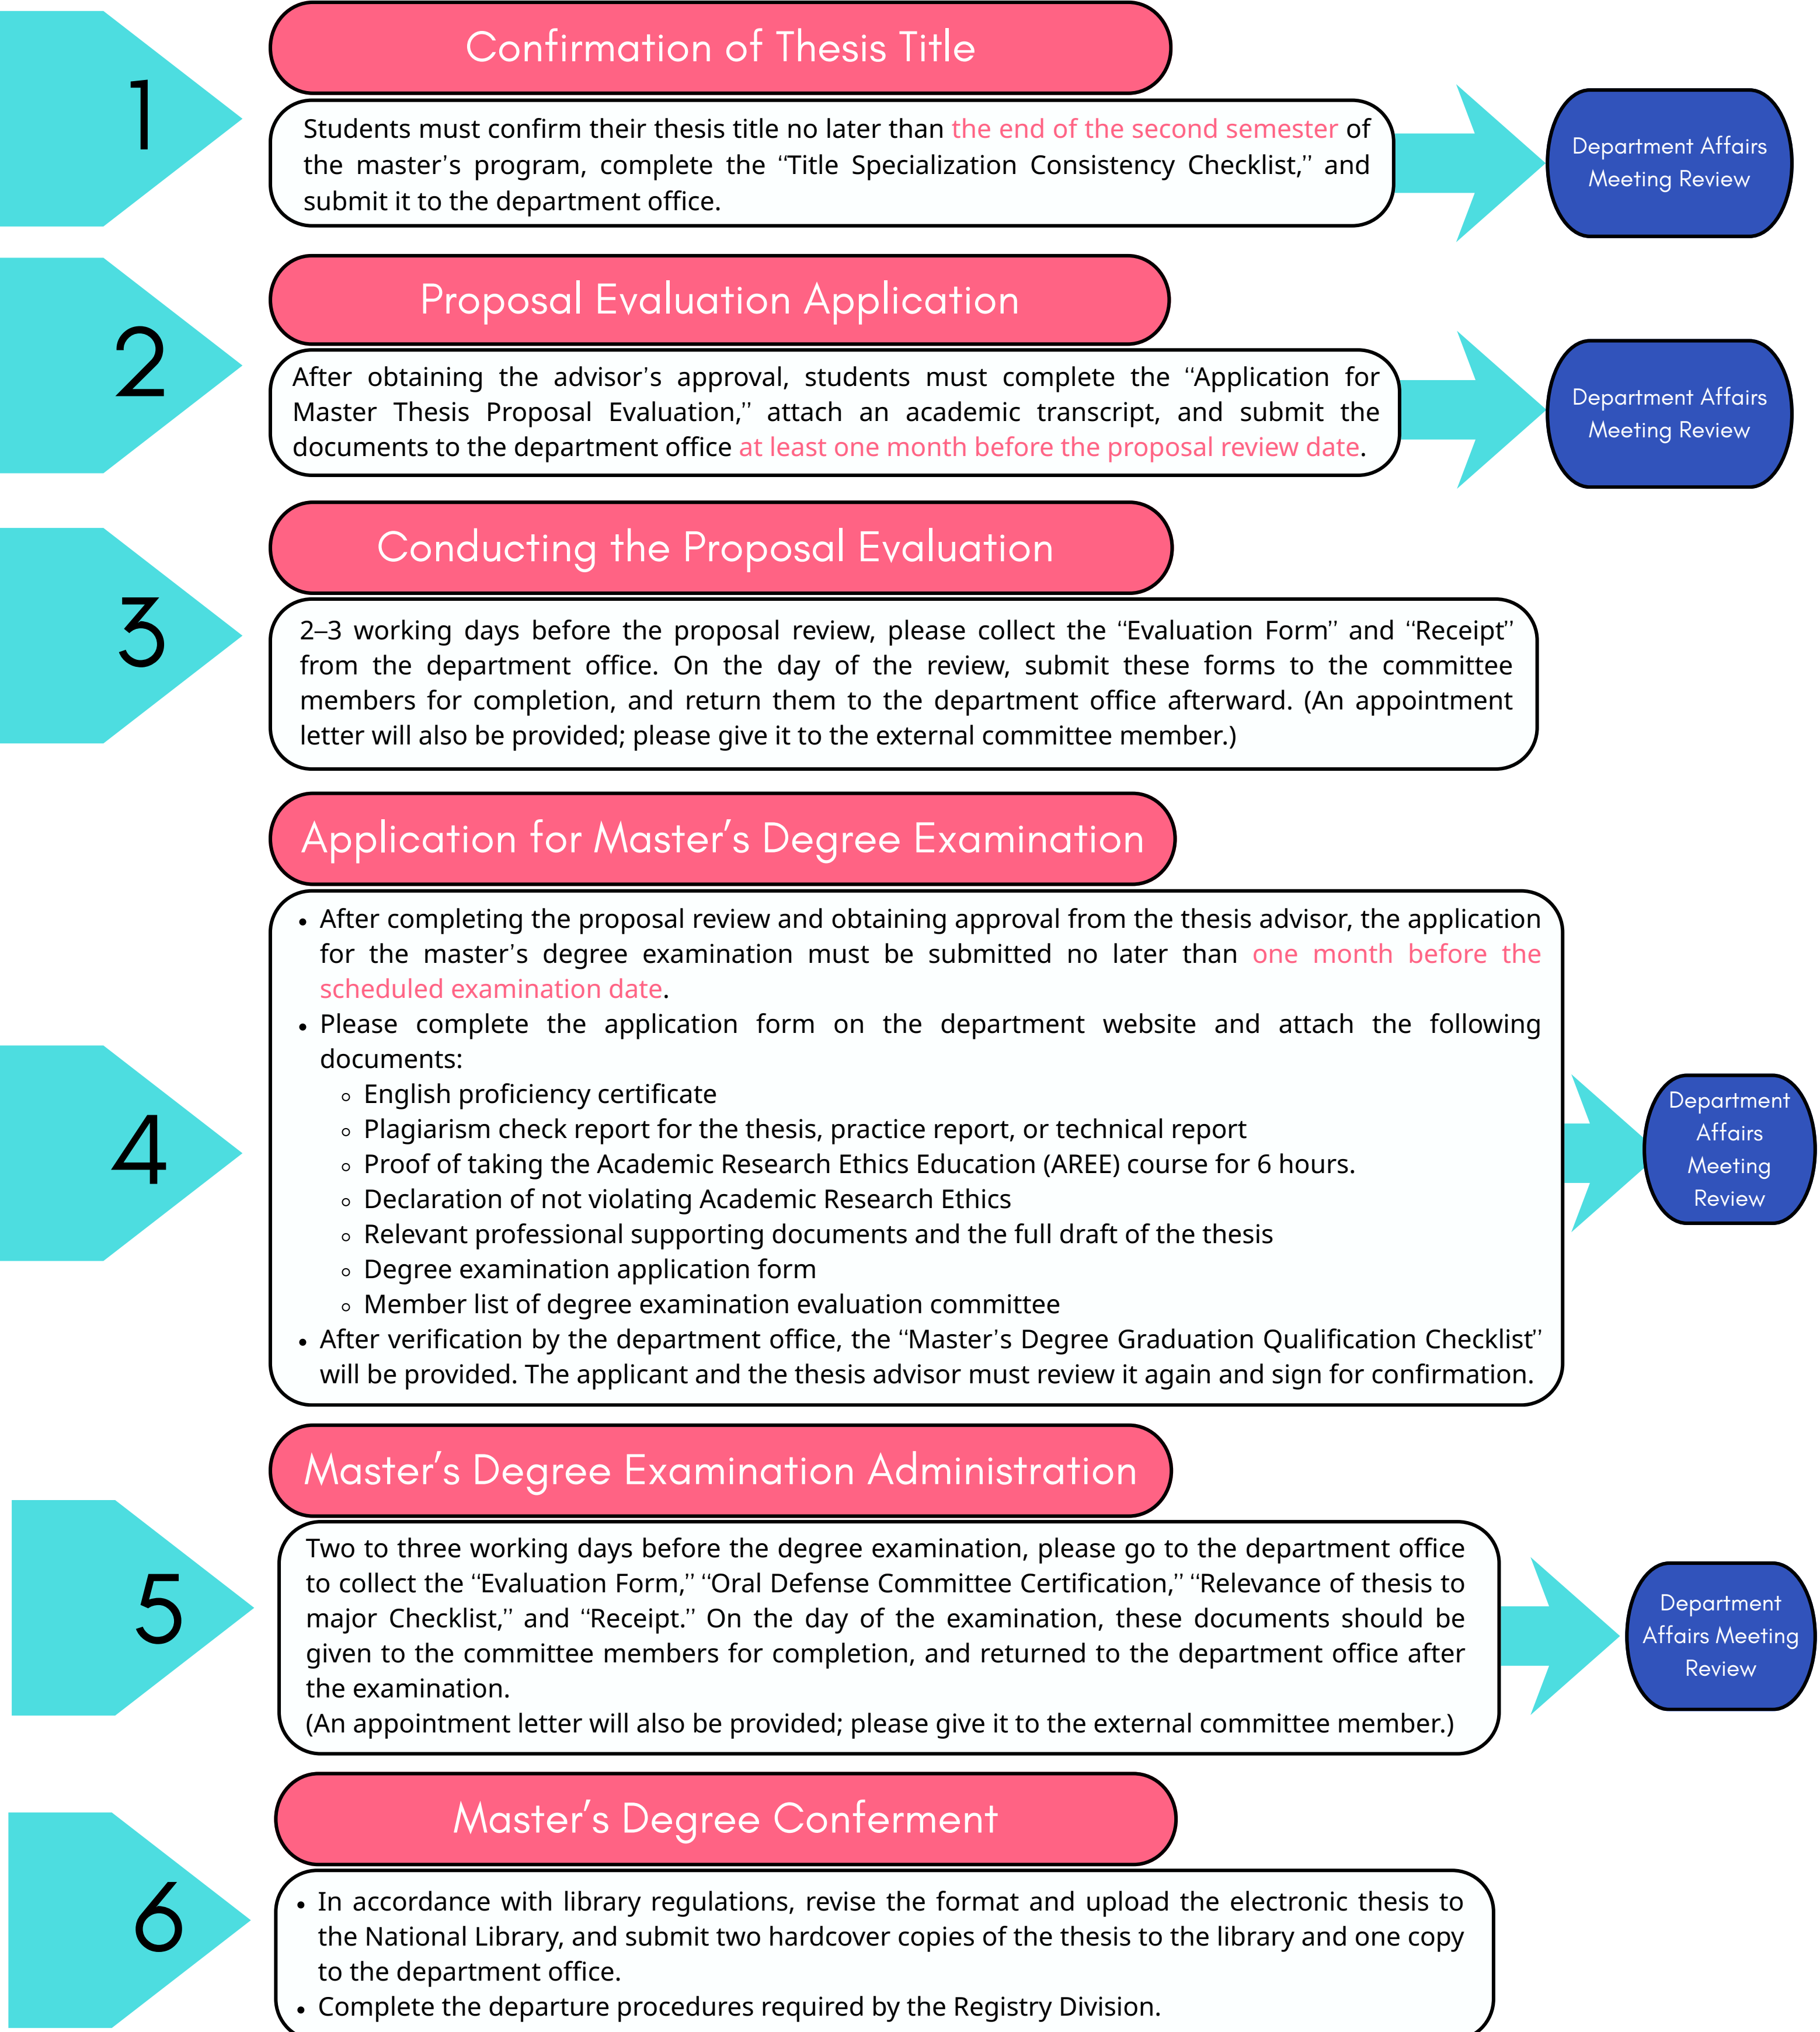 1
Confirmation of Thesis Title
Students must confirm their thesis title no later than the end of the second semester of
the master’s program, complete the “Title Specialization Consistency Checklist,” and
submit it to the department office.
Department Affairs
Meeting Review
2
Proposal Evaluation Application
After obtaining the advisor’s approval, students must complete the “Application for
Master Thesis Proposal Evaluation,” attach an academic transcript, and submit the
documents to the department office at least one month before the proposal review date.
Department Affairs
Meeting Review
3
Conducting the Proposal Evaluation
2–3 working days before the proposal review, please collect the “Evaluation Form” and “Receipt”
from the department office. On the day of the review, submit these forms to the committee
members for completion, and return them to the department office afterward. (An appointment
letter will also be provided; please give it to the external committee member.)
4
Application for Master’s Degree Examination
• After completing the proposal review and obtaining approval from the thesis advisor, the application
for the master’s degree examination must be submitted no later than one month before the
scheduled examination date.
• Please complete the application form on the department website and attach the following
documents:
◦ English proficiency certificate
◦ Plagiarism check report for the thesis, practice report, or technical report
◦ Proof of taking the Academic Research Ethics Education (AREE) course for 6 hours.
◦ Declaration of not violating Academic Research Ethics
◦ Relevant professional supporting documents and the full draft of the thesis
◦ Degree examination application form
◦ Member list of degree examination evaluation committee
• After verification by the department office, the “Master’s Degree Graduation Qualification Checklist”
will be provided. The applicant and the thesis advisor must review it again and sign for confirmation.
Department
Affairs
Meeting
Review
5
Master’s Degree Examination Administration
Two to three working days before the degree examination, please go to the department office
to collect the “Evaluation Form,” “Oral Defense Committee Certification,” “Relevance of thesis to
major Checklist,” and “Receipt.” On the day of the examination, these documents should be
given to the committee members for completion, and returned to the department office after
the examination.
(An appointment letter will also be provided; please give it to the external committee member.)
Department
Affairs Meeting
Review
6
Master’s Degree Conferment
• In accordance with library regulations, revise the format and upload the electronic thesis to
the National Library, and submit two hardcover copies of the thesis to the library and one copy
to the department office.
• Complete the departure procedures required by the Registry Division.